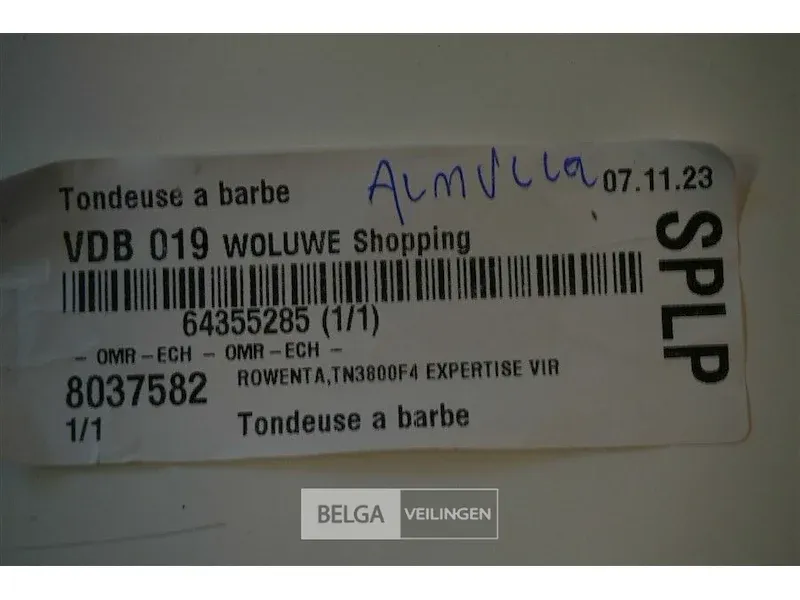 Tondeuse a barbe
07.11.23
VDB 019 WOLUWE Shopping
SPLP
64355285 (1/1)
- OMR-ECH - OMR-ECH -
8037582 ROWENTA,TN3800F4 EXPERTISE VIR
1/1 Tondeuse a barbe
BELGA VEILINGEN